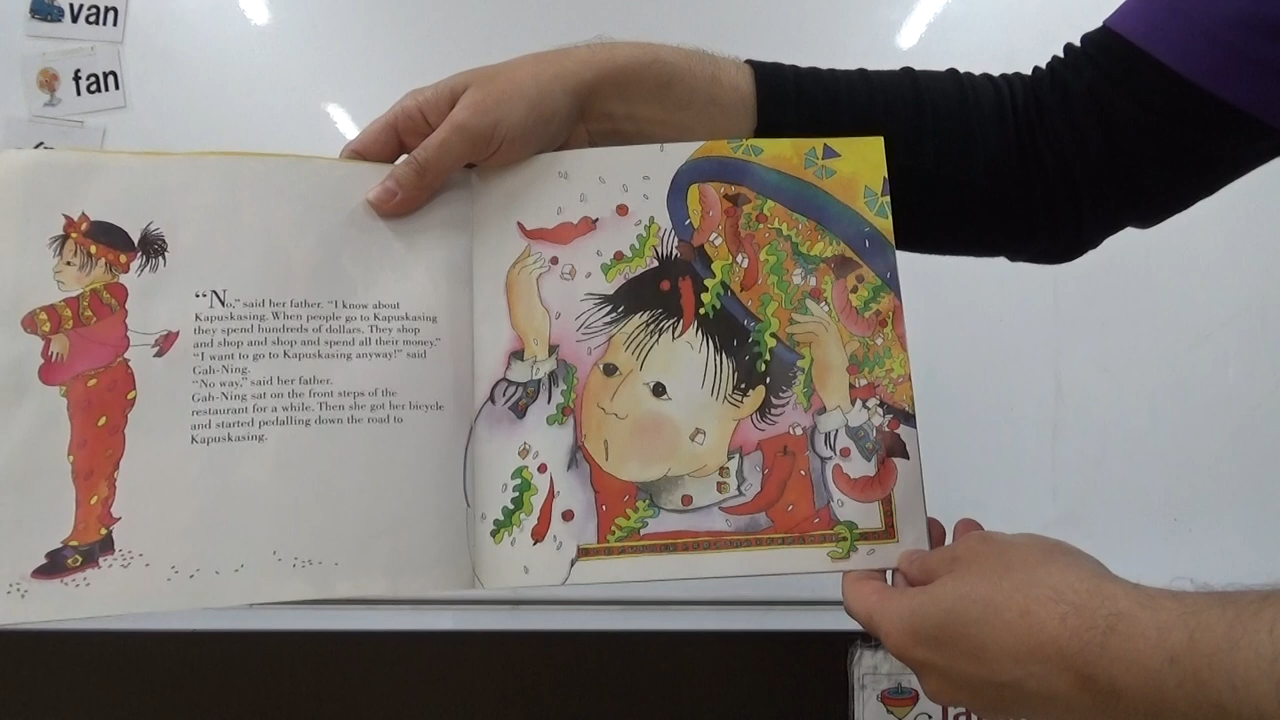 van
fan
"No," said her father. "I know about
Kapuskasing. When people go to Kapuskasing
they spend hundreds of dollars. They shop
and shop and shop and spend all their money."
"I want to go to Kapuskasing anyway!" said
Gah-Ning.
"No way," said her father.
Gah-Ning sat on the front steps of the
restaurant for a while. Then she got her bicycle
and started pedalling down the road to
Kapuskasing.